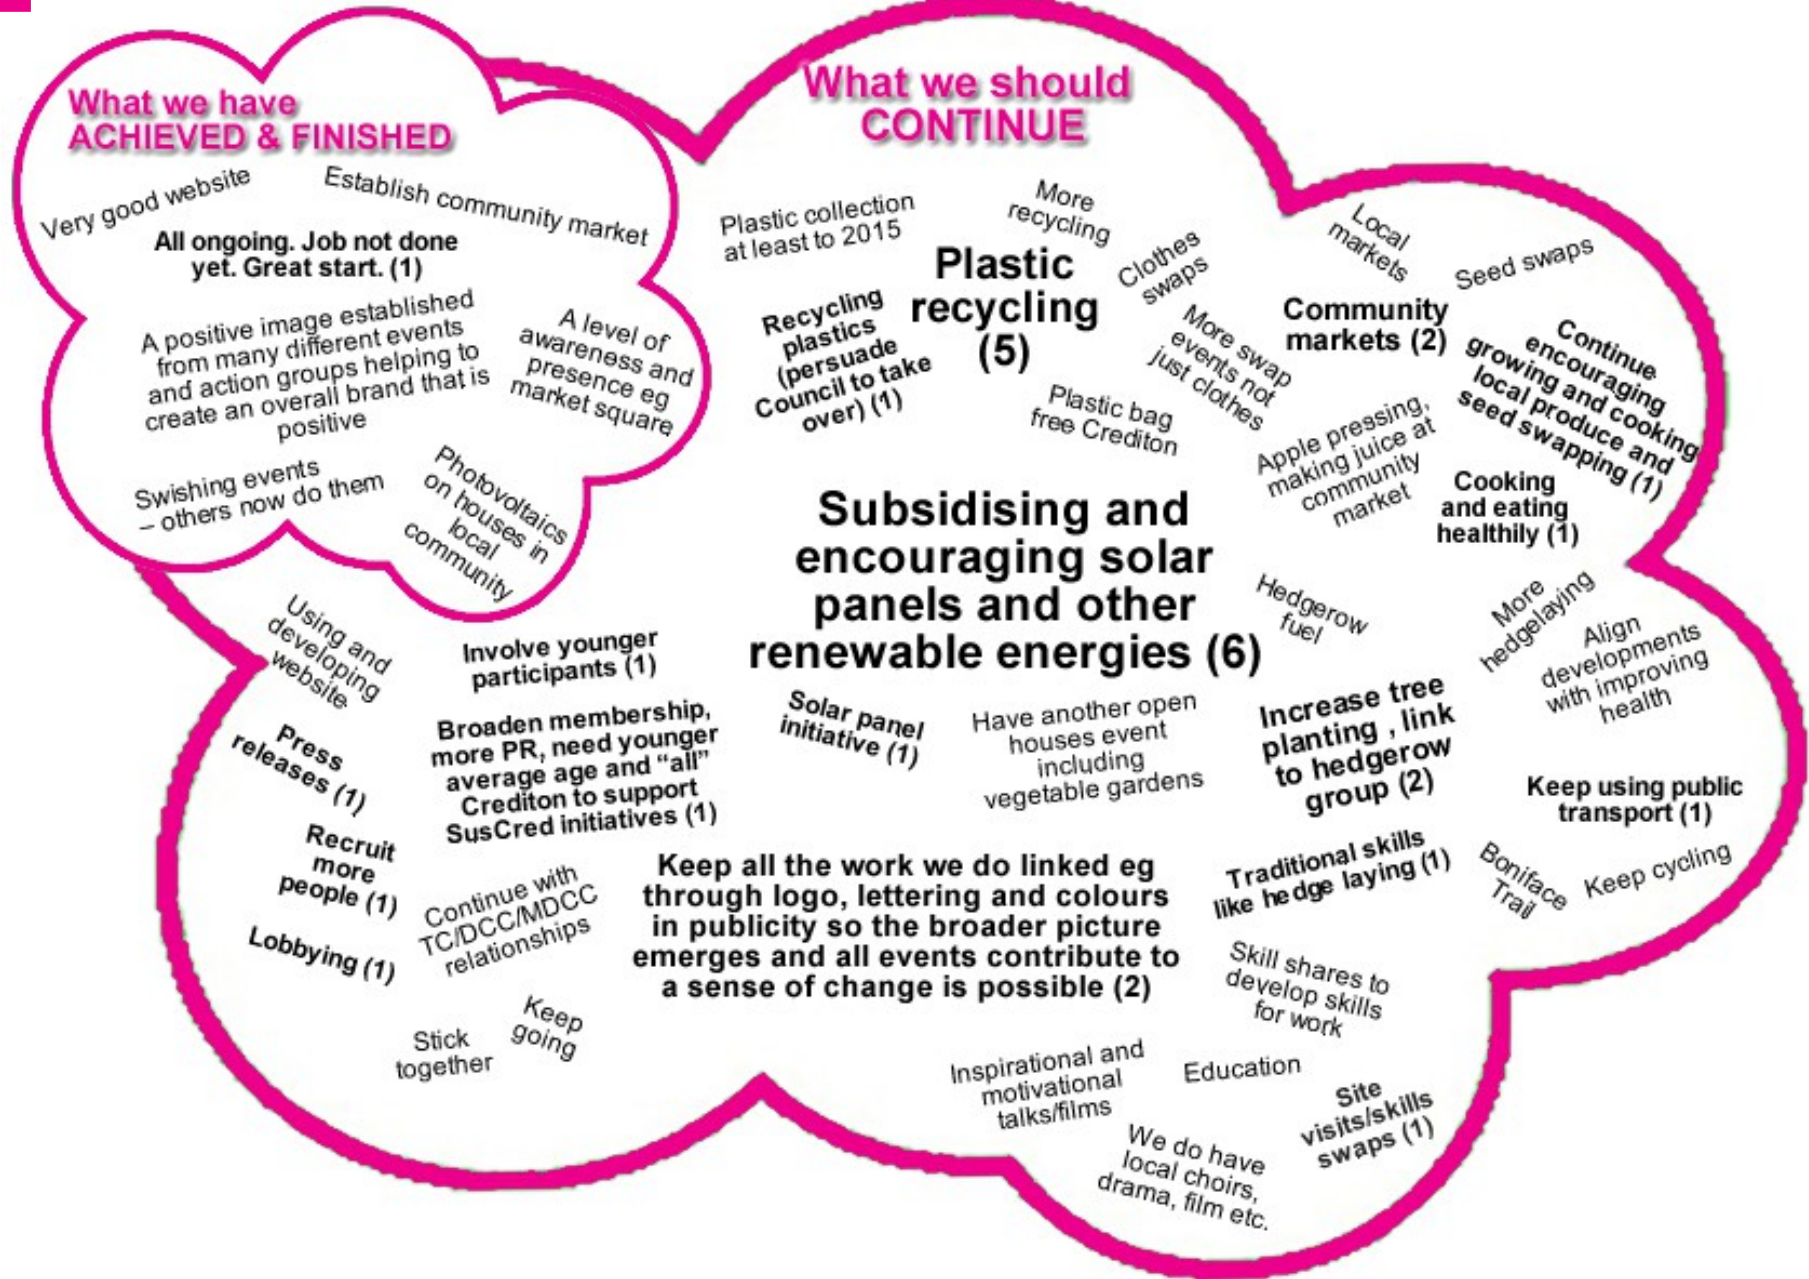 What we have
ACHIEVED & FINISHED
Very good website
Establish community market
All ongoing. Job not done
yet. Great start. (1)
A positive image established
from many different events
and action groups helping to
create an overall brand that is
positive
A level of
awareness and
presence eg
market square
Swishing events
– others now do them
Photovoltaics
on houses in
local
community
What we should
CONTINUE
Plastic collection
at least to 2015
More
recycling
Plastic
recycling
(5)
Recycling
plastics
(persuade
Council to take
over) (1)
Clothes
swaps
More swap
events not
just clothes
Plastic bag
free Crediton
Local
markets
Seed swaps
Community
markets (2)
Continue
encouraging
growing and cooking
local produce and
seed swapping (1)
Apple pressing,
making juice at
community
market
Cooking
and eating
healthily (1)
Subsidising and
encouraging solar
panels and other
renewable energies (6)
Hedgerow
fuel
More
hedgelaying
Align
developments
with improving
health
Using and
developing
website
Involve younger
participants (1)
Broaden membership,
more PR, need younger
average age and “all”
Crediton to support
SusCred initiatives (1)
Solar panel
initiative (1)
Have another open
houses event
including
vegetable gardens
Increase tree
planting , link
to hedgerow
group (2)
Keep using public
transport (1)
Press
releases (1)
Recruit
more
people (1)
Continue with
TC/DCC/MDCC
relationships
Lobbying (1)
Keep all the work we do linked eg
through logo, lettering and colours
in publicity so the broader picture
emerges and all events contribute to
a sense of change is possible (2)
Traditional skills
like hedge laying (1)
Boniface
Trail
Keep cycling
Skill shares to
develop skills
for work
Stick
together
Keep
going
Inspirational and
motivational
talks/films
Education
Site
visits/skills
swaps (1)
We do have
local choirs,
drama, film etc.